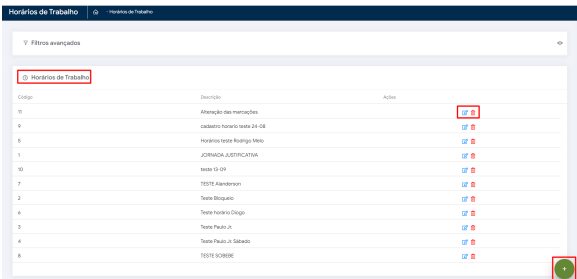 Horários de Trabalho - Horários de Trabalho
Filtros avançados
Horários de Trabalho
Código Descrição Ações
11 Alteração das marcações
9 cadastro horario teste 24-08
5 Horários teste Rodrigo Melo
1 JORNADA JUSTIFICATIVA
10 teste 13-09
7 TESTE Alanderson
2 Teste Bloqueio
6 Teste horário Diogo
3 Teste Paulo Jr.
4 Teste Paulo Jr. Sábado
8 TESTE SCIBEBE
+